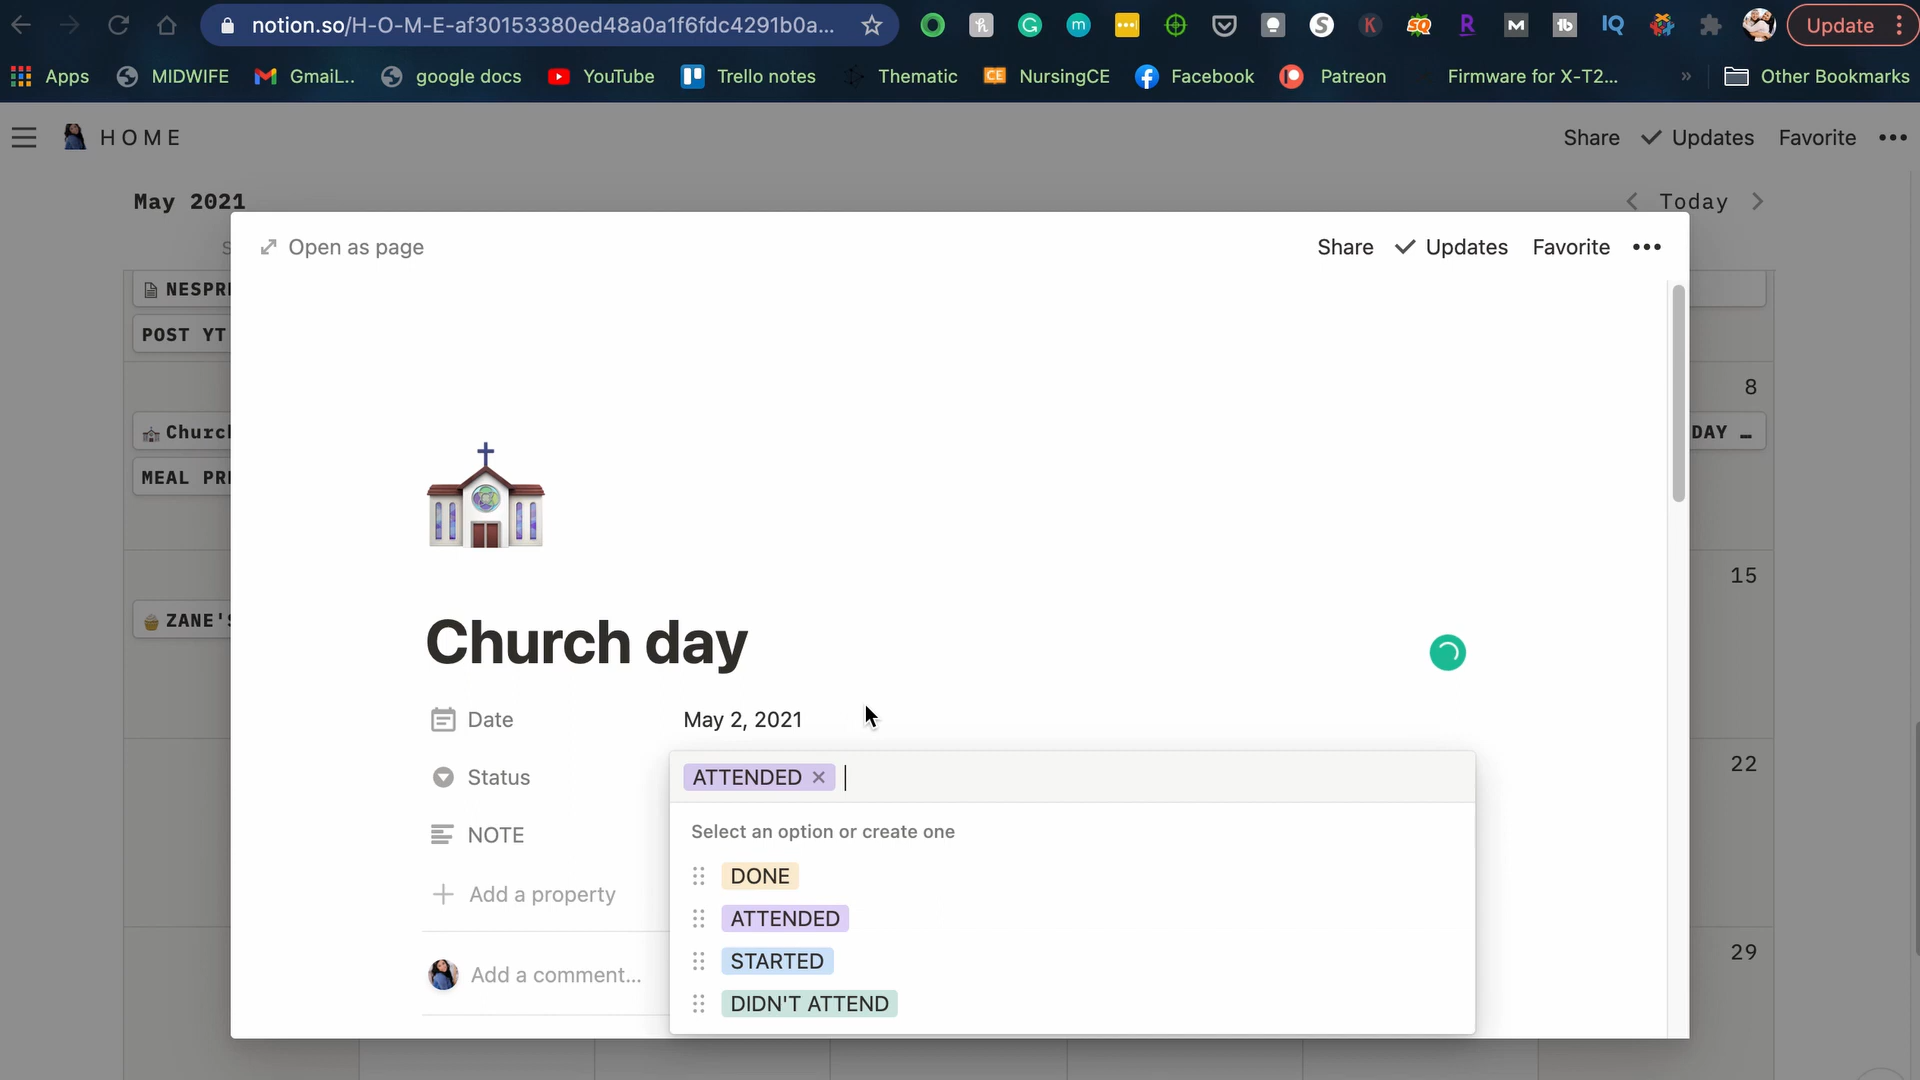 notion.so/H-O-M-E-af30153380ed48a0a1f6fdc4291b0a...
Update
Apps
MIDWIFE
GmaiL..
google docs
YouTube
Trello notes
Thematic
CE NursingCE
Facebook
Patreon
Firmware for X-T2...
»
Other Bookmarks
HOME
Share
Updates
Favorite
May 2021
Today
Open as page
Share
Updates
Favorite
S
NESPR
POST YT
8
Church
DAY
MEAL PR
15
ZANE'S
Church day
Date
May 2, 2021
Status
ATTENDED
22
NOTE
Select an option or create one
DONE
Add a property
ATTENDED
29
STARTED
Add a comment...
DIDN'T ATTEND